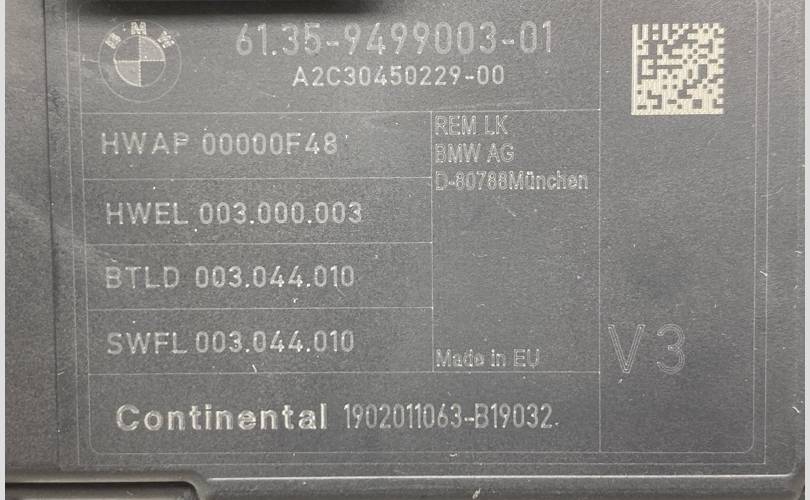 BMW
61.35-9499003-01
A2C30450229-00
HWAP 00000F48
REM LK
BMW AG
D-80788München
HWEL 003.000.003
BTLD 003.044.010
SWFL 003.044.010
Made in EU
V3
Continental 1902011063-B19032